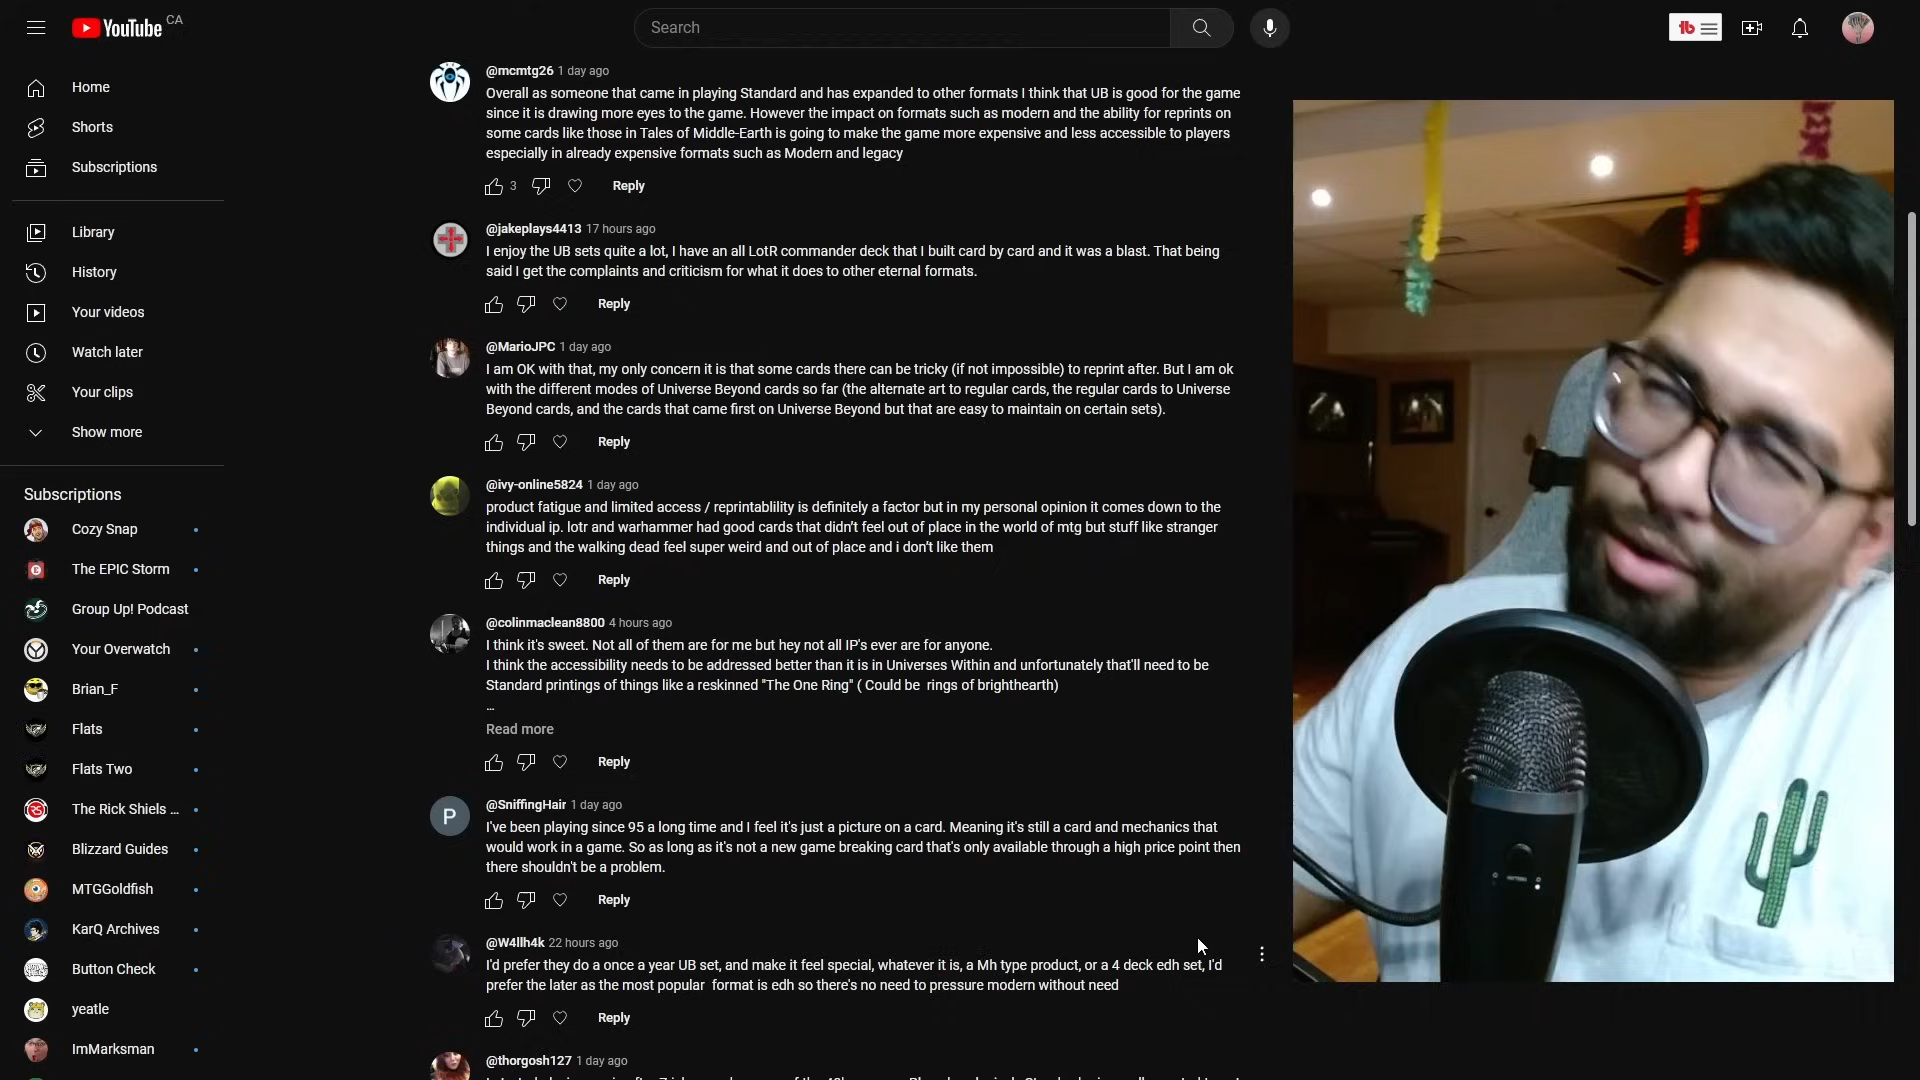 YouTube CA
Search
Home
Shorts
Subscriptions
Library
History
Your videos
Watch later
Your clips
Show more
Subscriptions
Cozy Snap
The EPIC Storm
Group Up! Podcast
Your Overwatch
Brian_F
Flats
Flats Two
The Rick Shiels ...
Blizzard Guides
MTGGoldfish
KarQ Archives
Button Check
yeatle
ImMarksman
@mcmtg26 1 day ago
Overall as someone that came in playing Standard and has expanded to other formats I think that UB is good for the game
since it is drawing more eyes to the game. However the impact on formats such as modern and the ability for reprints on
some cards like those in Tales of Middle-Earth is going to make the game more expensive and less accessible to players
especially in already expensive formats such as Modern and legacy
3 Reply
@jakeplays4413 17 hours ago
I enjoy the UB sets quite a lot, I have an all LotR commander deck that I built card by card and it was a blast. That being
said I get the complaints and criticism for what it does to other eternal formats.
Reply
@MarioJPC 1 day ago
I am OK with that, my only concern it is that some cards there can be tricky (if not impossible) to reprint after. But I am ok
with the different modes of Universe Beyond cards so far (the alternate art to regular cards, the regular cards to Universe
Beyond cards, and the cards that came first on Universe Beyond but that are easy to maintain on certain sets).
Reply
@ivy-online5824 1 day ago
product fatigue and limited access / reprintablility is definitely a factor but in my personal opinion it comes down to the
individual ip. lotr and warhammer had good cards that didn't feel out of place in the world of mtg but stuff like stranger
things and the walking dead feel super weird and out of place and i don't like them
Reply
@colinmaclean8800 4 hours ago
I think it's sweet. Not all of them are for me but hey not all IP's ever are for anyone.
I think the accessibility needs to be addressed better than it is in Universes Within and unfortunately that'll need to be
Standard printings of things like a reskinned "The One Ring" ( Could be rings of brighthearth)
...
Read more
Reply
P
@SniffingHair 1 day ago
I've been playing since 95 a long time and I feel it's just a picture on a card. Meaning it's still a card and mechanics that
would work in a game. So as long as it's not a new game breaking card that's only available through a high price point then
there shouldn't be a problem.
Reply
@W4llh4k 22 hours ago
I'd prefer they do a once a year UB set, and make it feel special, whatever it is, a Mh type product, or a 4 deck edh set, I'd
prefer the later as the most popular format is edh so there's no need to pressure modern without need
Reply
@thorgosh127 1 day ago